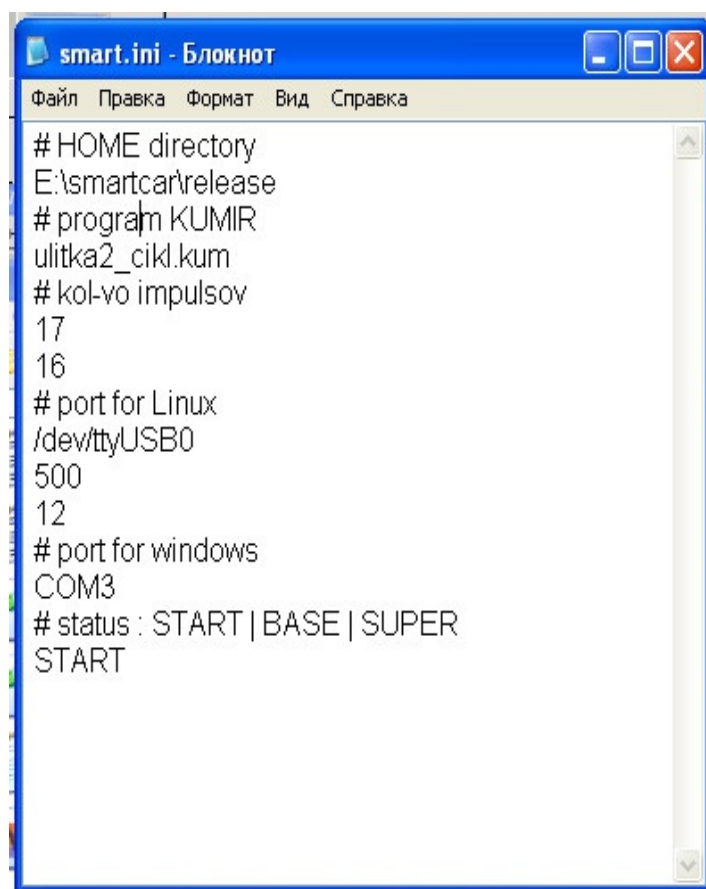 smart.ini - Блокнот
Файл Правка Формат Вид Справка
# HOME directory
E:\smartcar\release
# program KUMIR
ulitka2_cikl.kum
# kol-vo impulsov
17
16
# port for Linux
/dev/ttyUSB0
500
12
# port for windows
COM3
# status : START | BASE | SUPER
START